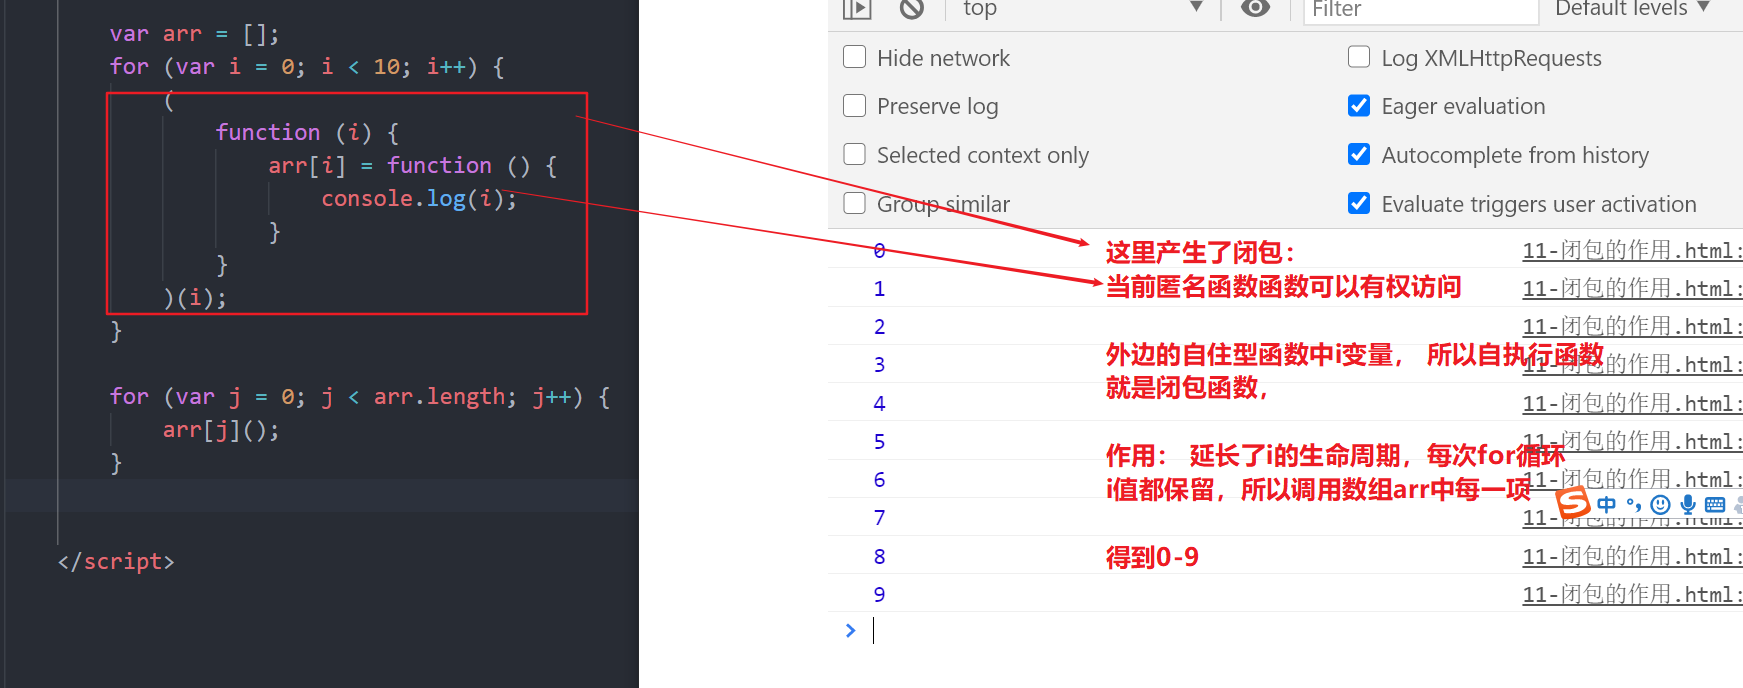 var arr = [];
for (var i = 0; i < 10; i++) {
(
function (i) {
arr[i] = function () {
console.log(i);
}
}
)(i);
}
for (var j = 0; j < arr.length; j++) {
arr[j]();
}
</script>
top
Filter
Default levels
Hide network
Log XMLHttpRequests
Preserve log
Eager evaluation
Selected context only
Autocomplete from history
Group similar
Evaluate triggers user activation
0 这里产生了闭包： 11-闭包的作用.html:
1 当前匿名函数函数可以有权访问 11-闭包的作用.html:
2 11-闭包的作用.html:
外边的自住型函数中i变量， 所以自执行函数
3 11-闭包的作用.html:
就是闭包函数，
4 11-闭包的作用.html:
5 11-闭包的作用.html:
作用： 延长了i的生命周期，每次for循环
6 11-闭包的作用.html:
i值都保留，所以调用数组arr中每一项
中
7 11-闭包的作用.html:
8 得到0-9 11-闭包的作用.html:
9 11-闭包的作用.html:
>